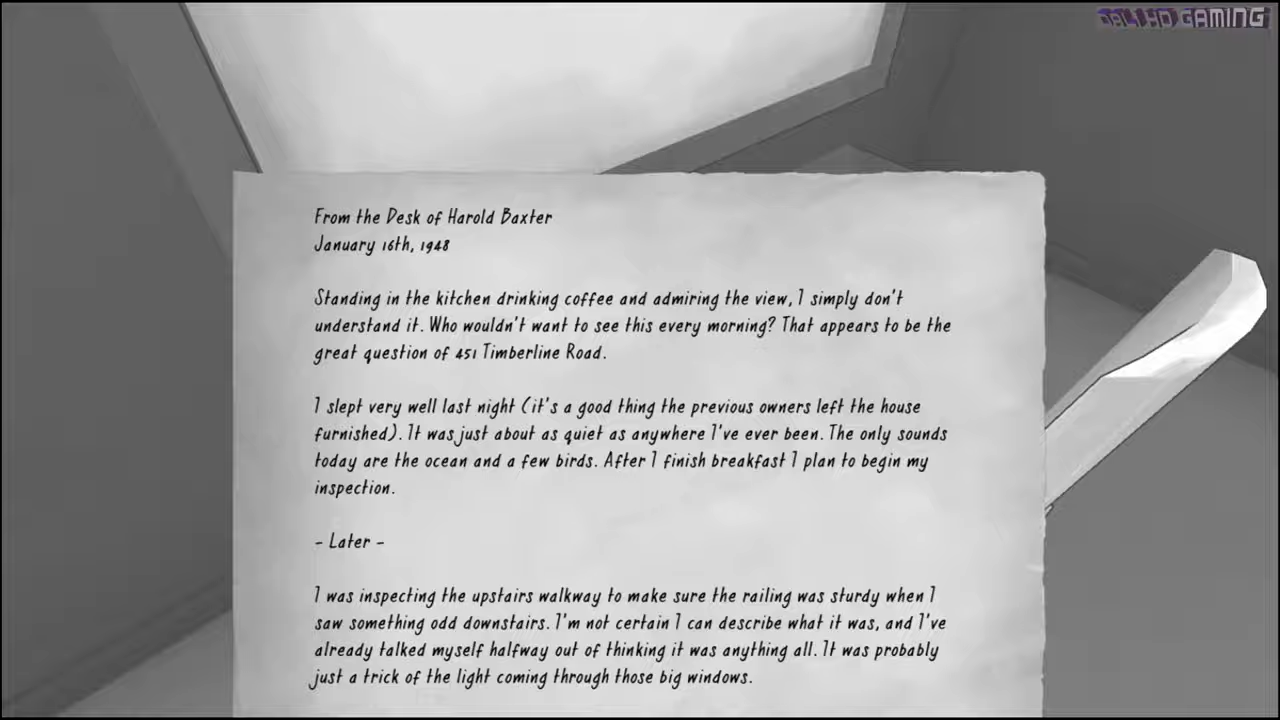 DALIHO GAMING
From the Desk of Harold Baxter
January 16th, 1948
Standing in the kitchen drinking coffee and admiring the view, I simply don't
understand it. Who wouldn't want to see this every morning? That appears to be the
great question of 451 Timberline Road.
I slept very well last night (it's a good thing the previous owners left the house
furnished). It was just about as quiet as anywhere I've ever been. The only sounds
today are the ocean and a few birds. After I finish breakfast I plan to begin my
inspection.
- Later -
I was inspecting the upstairs walkway to make sure the railing was sturdy when I
saw something odd downstairs. I'm not certain I can describe what it was, and I've
already talked myself halfway out of thinking it was anything all. It was probably
just a trick of the light coming through those big windows.